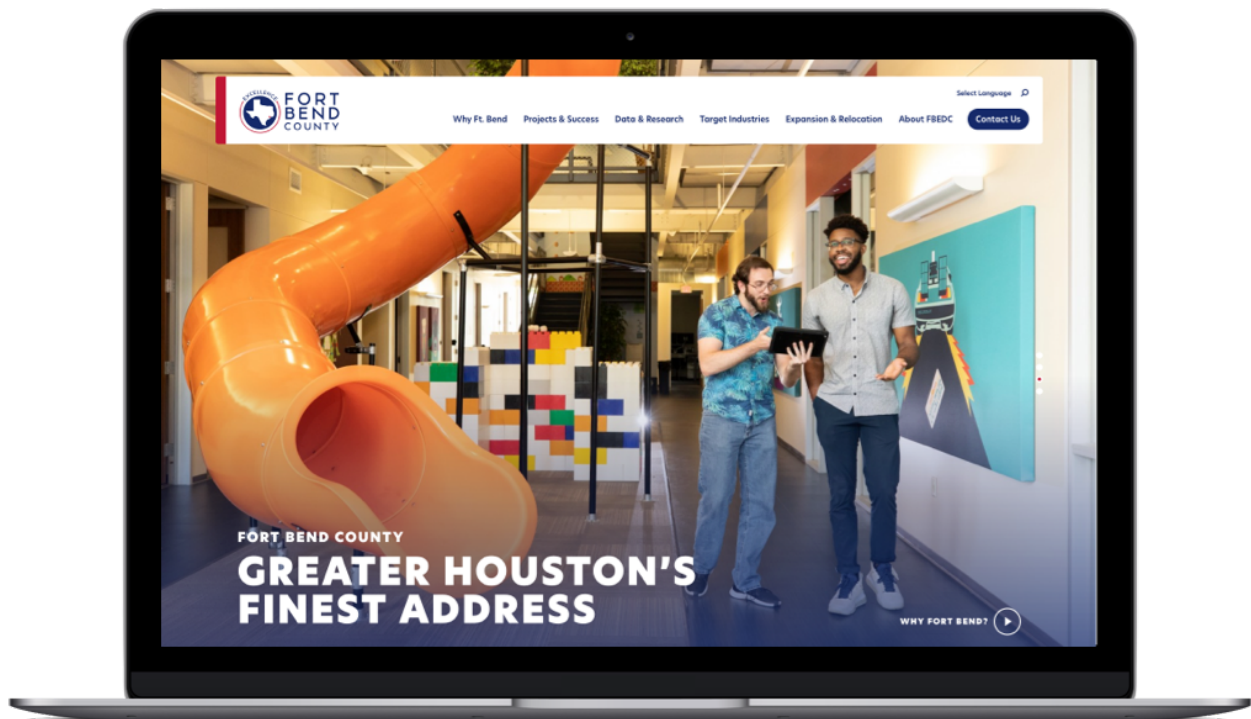 Select Language
EXCELLENCE
FORT
BEND
COUNTY
Why Ft. Bend Projects & Success Data & Research Target Industries Expansion & Relocation About FBEDC Contact Us
FORT BEND COUNTY
GREATER HOUSTON'S
FINEST ADDRESS
WHY FORT BEND?